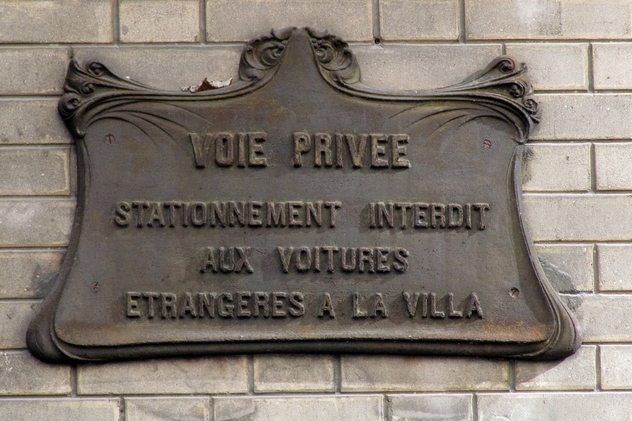 VOIE PRIVEE
STATIONNEMENT INTERDIT
AUX VOITURES
ETRANGERES A LA VILLA